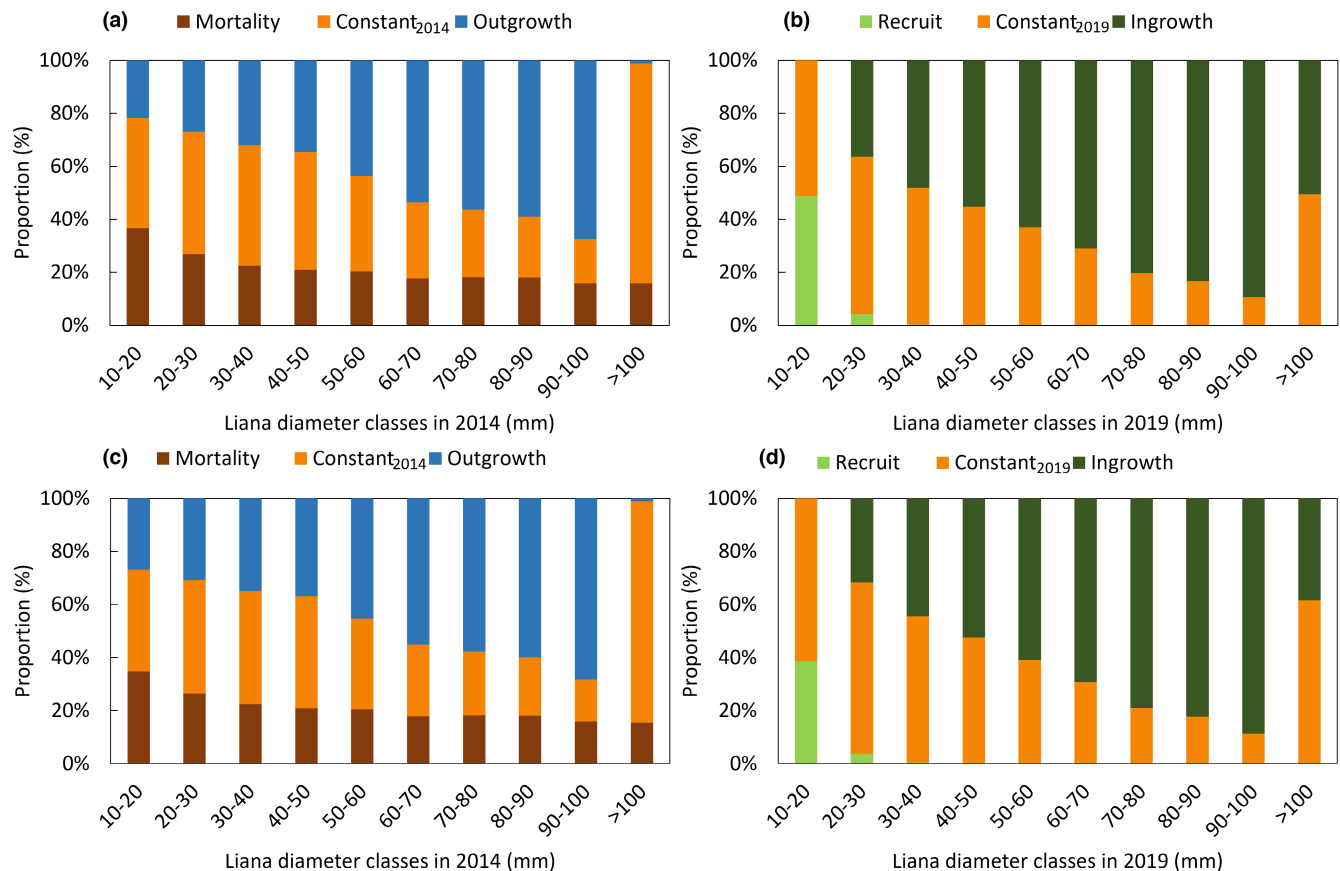 (a) Mortality Constant2014 Outgrowth
Proportion (%)
100%
80%
60%
40%
20%
0%
10-20 20-30 30-40 40-50 50-60 60-70 70-80 80-90 90-100 >100
Liana diameter classes in 2014 (mm)
(b) Recruit Constant2019 Ingrowth
Proportion (%)
100%
80%
60%
40%
20%
0%
10-20 20-30 30-40 40-50 50-60 60-70 70-80 80-90 90-100 >100
Liana diameter classes in 2019 (mm)
(c) Mortality Constant2014 Outgrowth
Proportion (%)
100%
80%
60%
40%
20%
0%
10-20 20-30 30-40 40-50 50-60 60-70 70-80 80-90 90-100 >100
Liana diameter classes in 2014 (mm)
(d) Recruit Constant2019 Ingrowth
Proportion (%)
100%
80%
60%
40%
20%
0%
10-20 20-30 30-40 40-50 50-60 60-70 70-80 80-90 90-100 >100
Liana diameter classes in 2019 (mm)